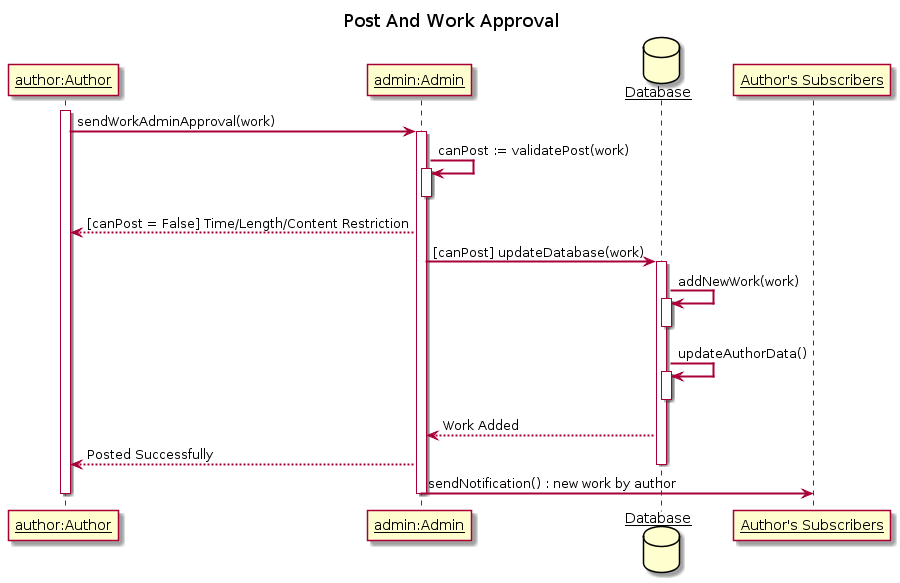 Post And Work Approval
author:Author
admin:Admin
Database
Author's Subscribers
sendWorkAdminApproval(work)
canPost := validatePost(work)
[canPost = False] Time/Length/Content Restriction
[canPost] updateDatabase(work)
addNewWork(work)
updateAuthorData()
Work Added
Posted Successfully
sendNotification() : new work by author
author:Author
admin:Admin
Database
Author's Subscribers